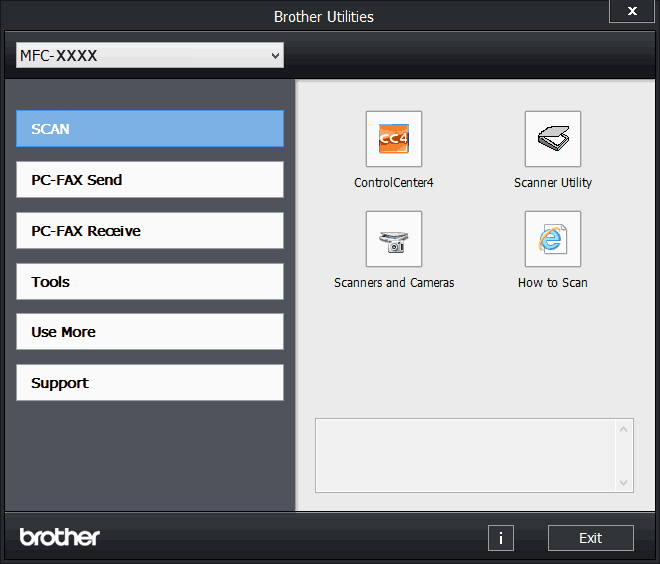 Brother Utilities
x
MFC-XXXX
SCAN
PC-FAX Send
PC-FAX Receive
Tools
Use More
Support
CC4
ControlCenter4
Scanner Utility
Scanners and Cameras
How to Scan
brother
i
Exit